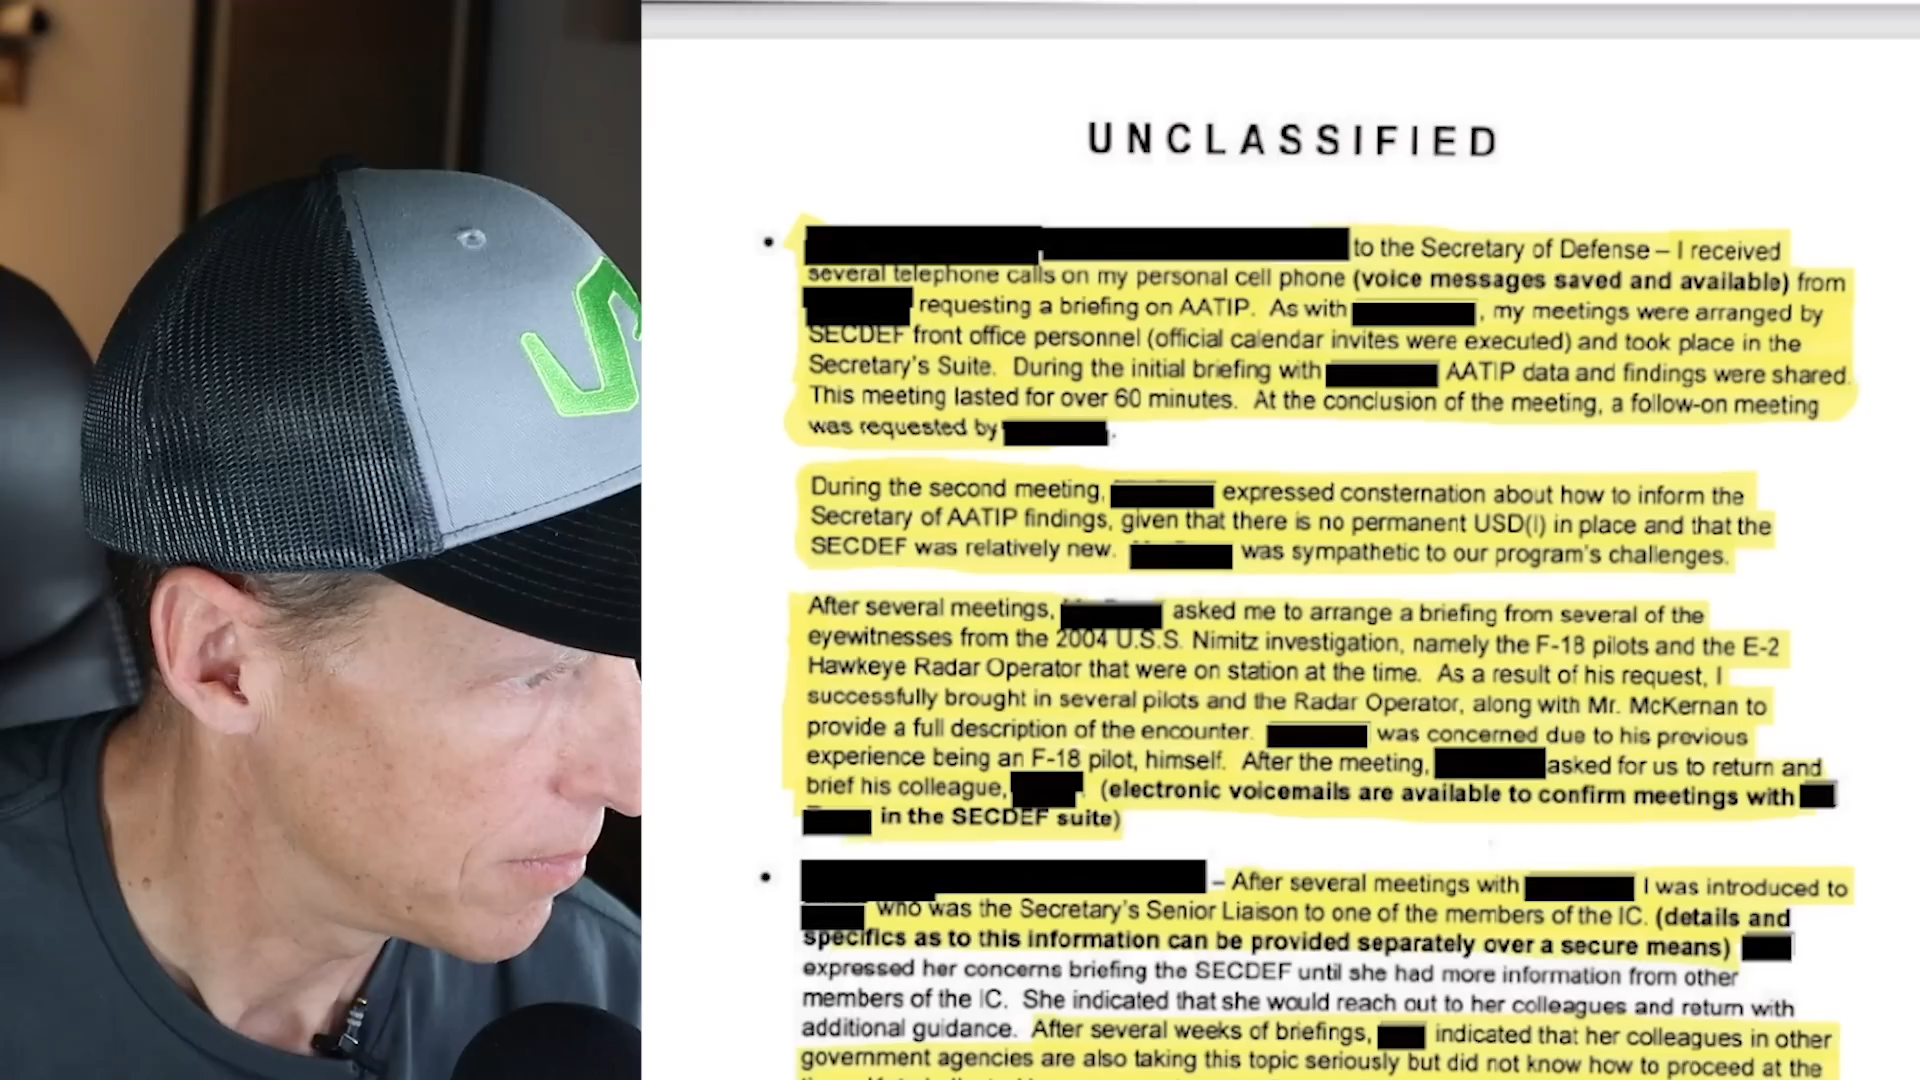 UNCLASSIFIED
• to the Secretary of Defense – I received
several telephone calls on my personal cell phone (voice messages saved and available) from
requesting a briefing on AATIP. As with , my meetings were arranged by
SECDEF front office personnel (official calendar invites were executed) and took place in the
Secretary's Suite. During the initial briefing with AATIP data and findings were shared.
This meeting lasted for over 60 minutes. At the conclusion of the meeting, a follow-on meeting
was requested by .
During the second meeting, expressed consternation about how to inform the
Secretary of AATIP findings, given that there is no permanent USD(I) in place and that the
SECDEF was relatively new. was sympathetic to our program's challenges.
After several meetings, asked me to arrange a briefing from several of the
eyewitnesses from the 2004 U.S.S. Nimitz investigation, namely the F-18 pilots and the E-2
Hawkeye Radar Operator that were on station at the time. As a result of his request, I
successfully brought in several pilots and the Radar Operator, along with Mr. McKernan to
provide a full description of the encounter. was concerned due to his previous
experience being an F-18 pilot, himself. After the meeting, asked for us to return and
brief his colleague, . (electronic voicemails are available to confirm meetings with
in the SECDEF suite)
• – After several meetings with I was introduced to
who was the Secretary's Senior Liaison to one of the members of the IC. (details and
specifics as to this information can be provided separately over a secure means)
expressed her concerns briefing the SECDEF until she had more information from other
members of the IC. She indicated that she would reach out to her colleagues and return with
additional guidance. After several weeks of briefings, indicated that her colleagues in other
government agencies are also taking this topic seriously but did not know how to proceed at the